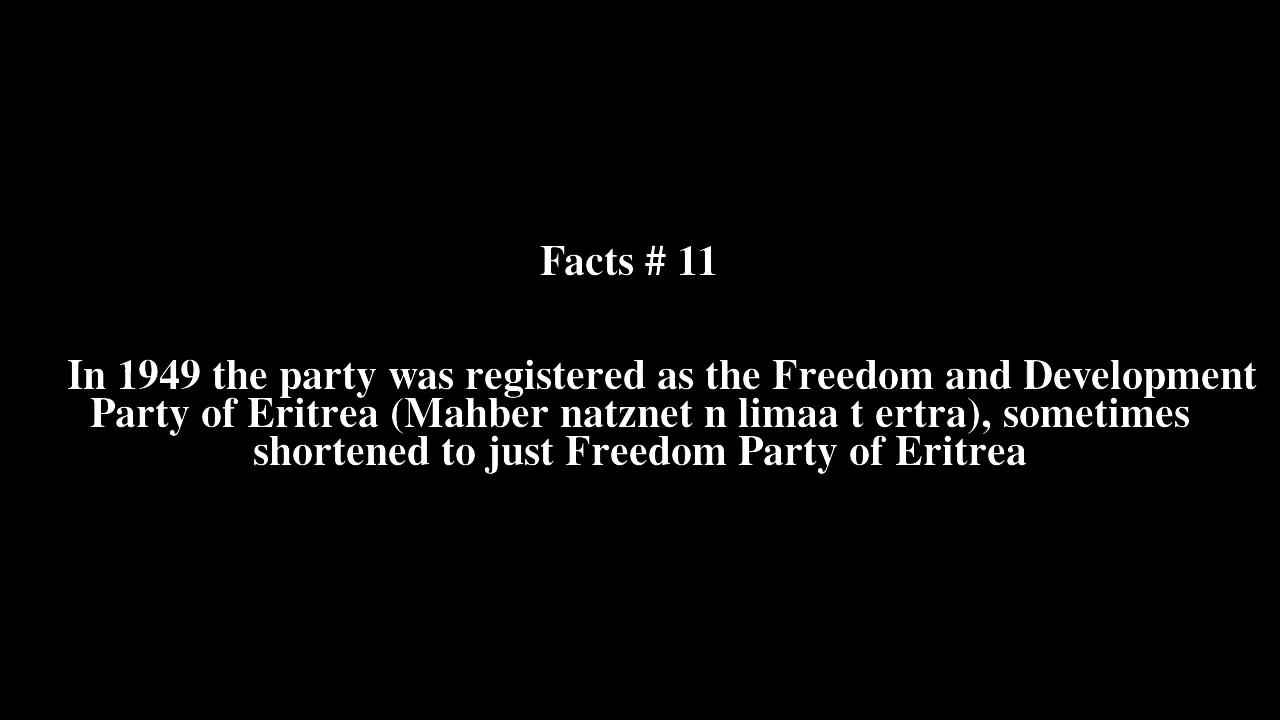 Facts # 11
In 1949 the party was registered as the Freedom and Development
Party of Eritrea (Mahber natznet n limaa t ertra), sometimes
shortened to just Freedom Party of Eritrea